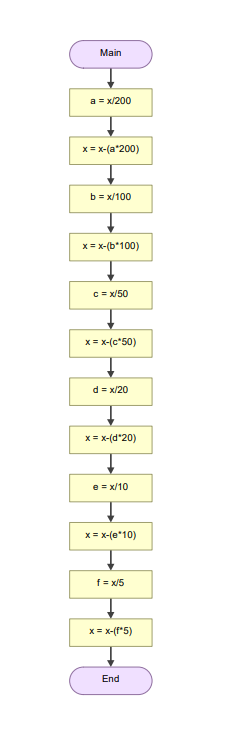 Main
a = x/200
x = x-(a*200)
b = x/100
x = x-(b*100)
c = x/50
x = x-(c*50)
d = x/20
x = x-(d*20)
e = x/10
x = x-(e*10)
f = x/5
x = x-(f*5)
End